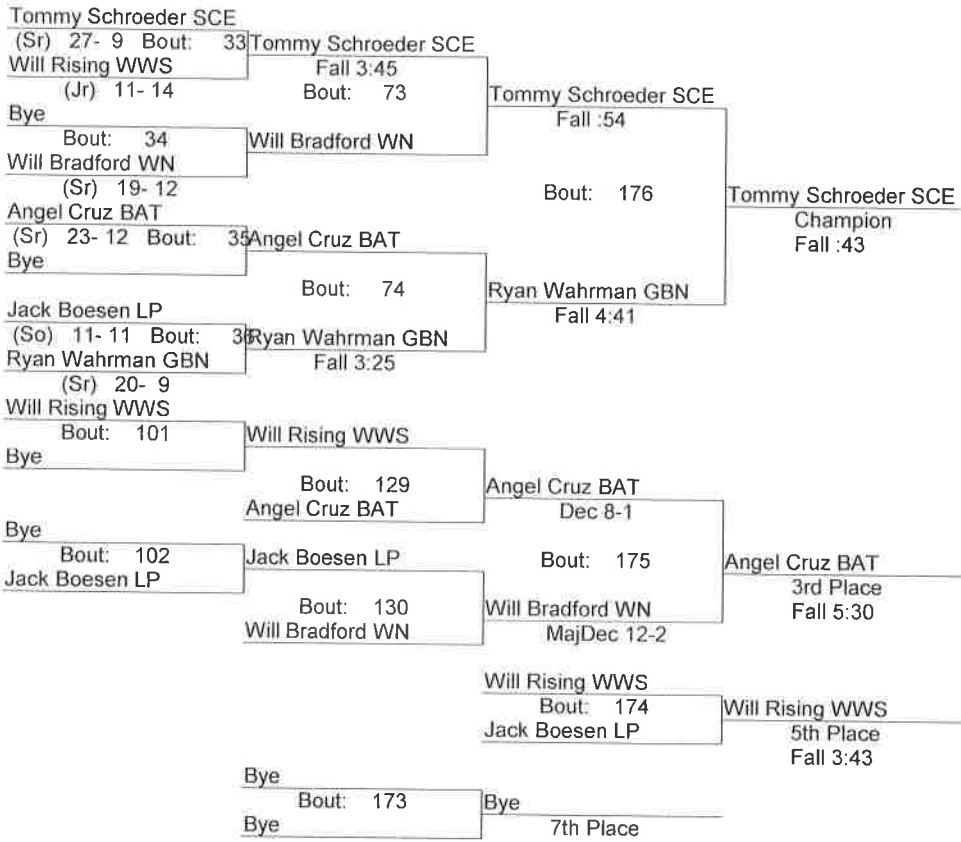 Tommy Schroeder SCE
(Sr) 27- 9 Bout: 33
Will Rising WWS
(Jr) 11- 14
Bye
Bout: 34
Will Bradford WN
(Sr) 19- 12
Angel Cruz BAT
(Sr) 23- 12 Bout: 35
Bye
Jack Boesen LP
(So) 11- 11 Bout: 36
Ryan Wahrman GBN
(Sr) 20- 9
Tommy Schroeder SCE
Fall 3:45
Bout: 73
Will Bradford WN
Angel Cruz BAT
Bout: 74
Ryan Wahrman GBN
Fall 3:25
Tommy Schroeder SCE
Fall :54
Bout: 176
Ryan Wahrman GBN
Fall 4:41
Tommy Schroeder SCE
Champion
Fall :43
Will Rising WWS
Bout: 101
Bye
Bye
Bout: 102
Jack Boesen LP
Will Rising WWS
Bout: 129
Angel Cruz BAT
Jack Boesen LP
Bout: 130
Will Bradford WN
Angel Cruz BAT
Dec 8-1
Bout: 175
Will Bradford WN
MajDec 12-2
Angel Cruz BAT
3rd Place
Fall 5:30
Will Rising WWS
Bout: 174
Jack Boesen LP
Will Rising WWS
5th Place
Fall 3:43
Bye
Bout: 173
Bye
Bye
7th Place